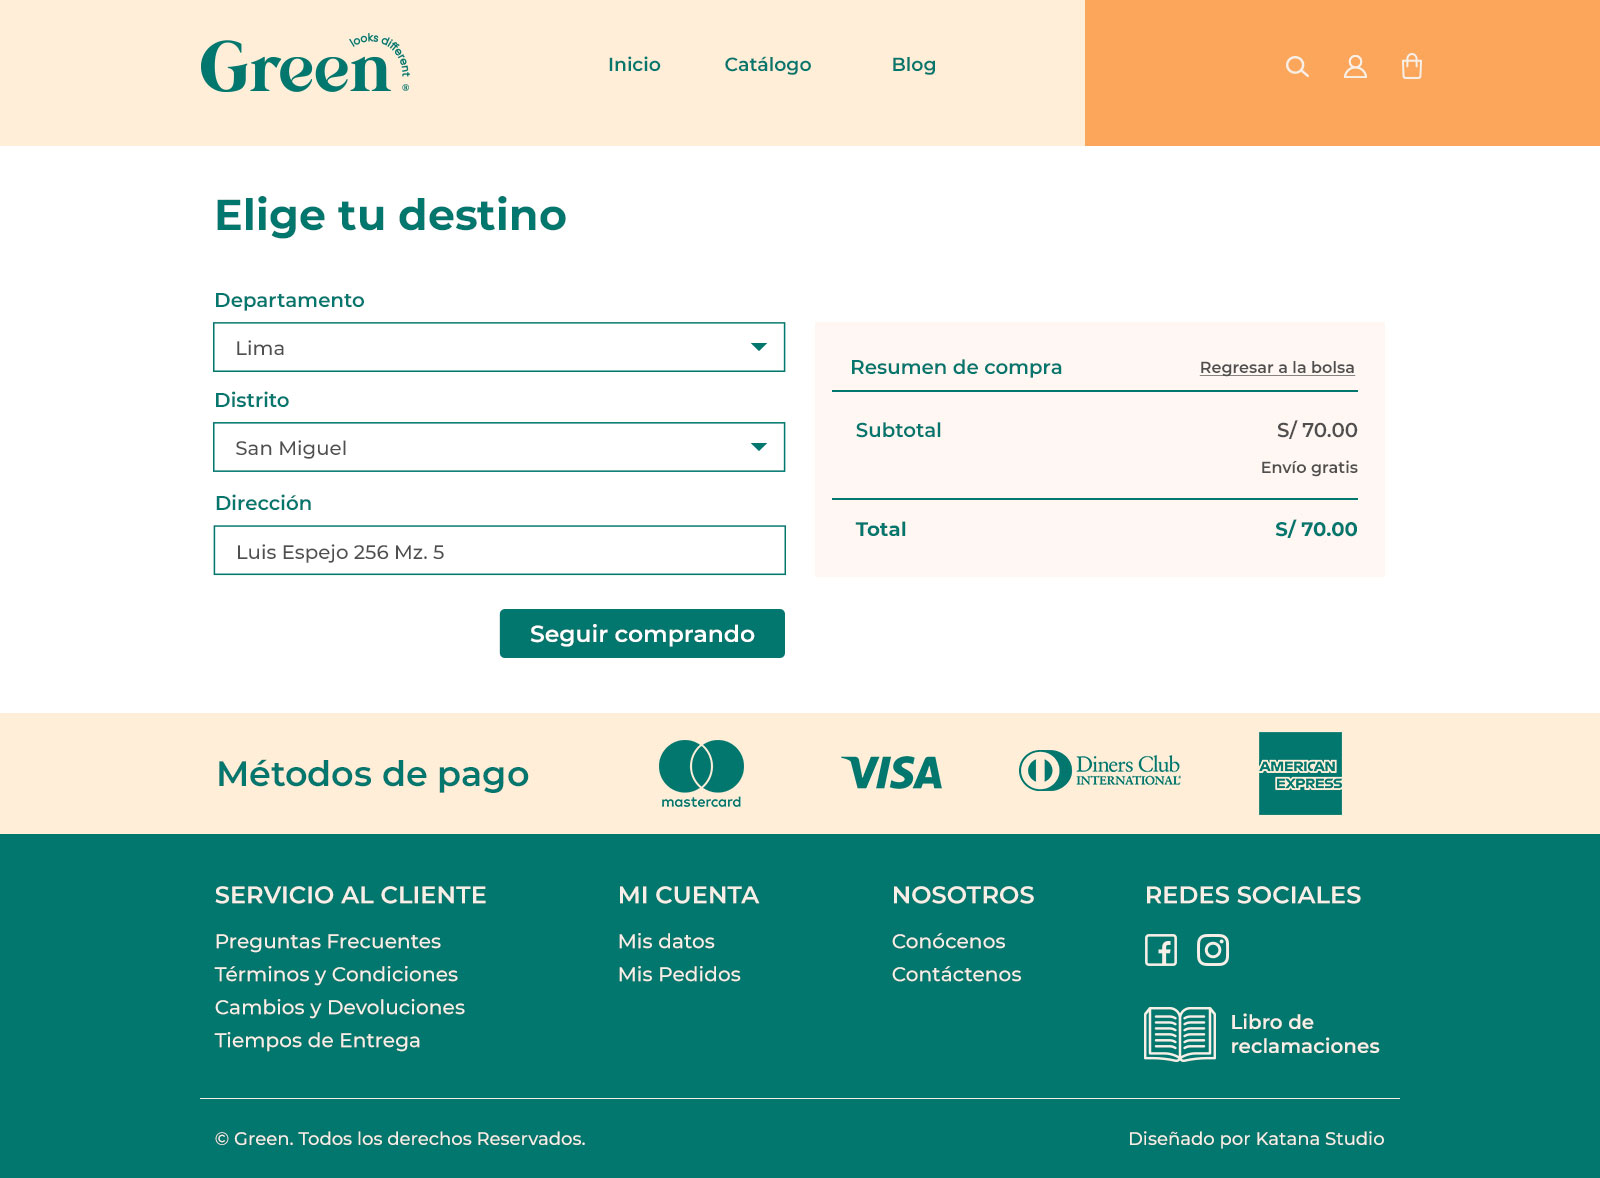 Green looks different ®
Inicio Catálogo Blog
Elige tu destino
Departamento
Lima
Distrito
San Miguel
Dirección
Luis Espejo 256 Mz. 5
Seguir comprando
Resumen de compra Regresar a la bolsa
Subtotal S/ 70.00
Envío gratis
Total S/ 70.00
Métodos de pago
mastercard
VISA
Diners Club
INTERNATIONAL
AMERICAN
EXPRESS
SERVICIO AL CLIENTE
Preguntas Frecuentes
Términos y Condiciones
Cambios y Devoluciones
Tiempos de Entrega
MI CUENTA
Mis datos
Mis Pedidos
NOSOTROS
Conócenos
Contáctenos
REDES SOCIALES
Libro de
reclamaciones
© Green. Todos los derechos Reservados.
Diseñado por Katana Studio